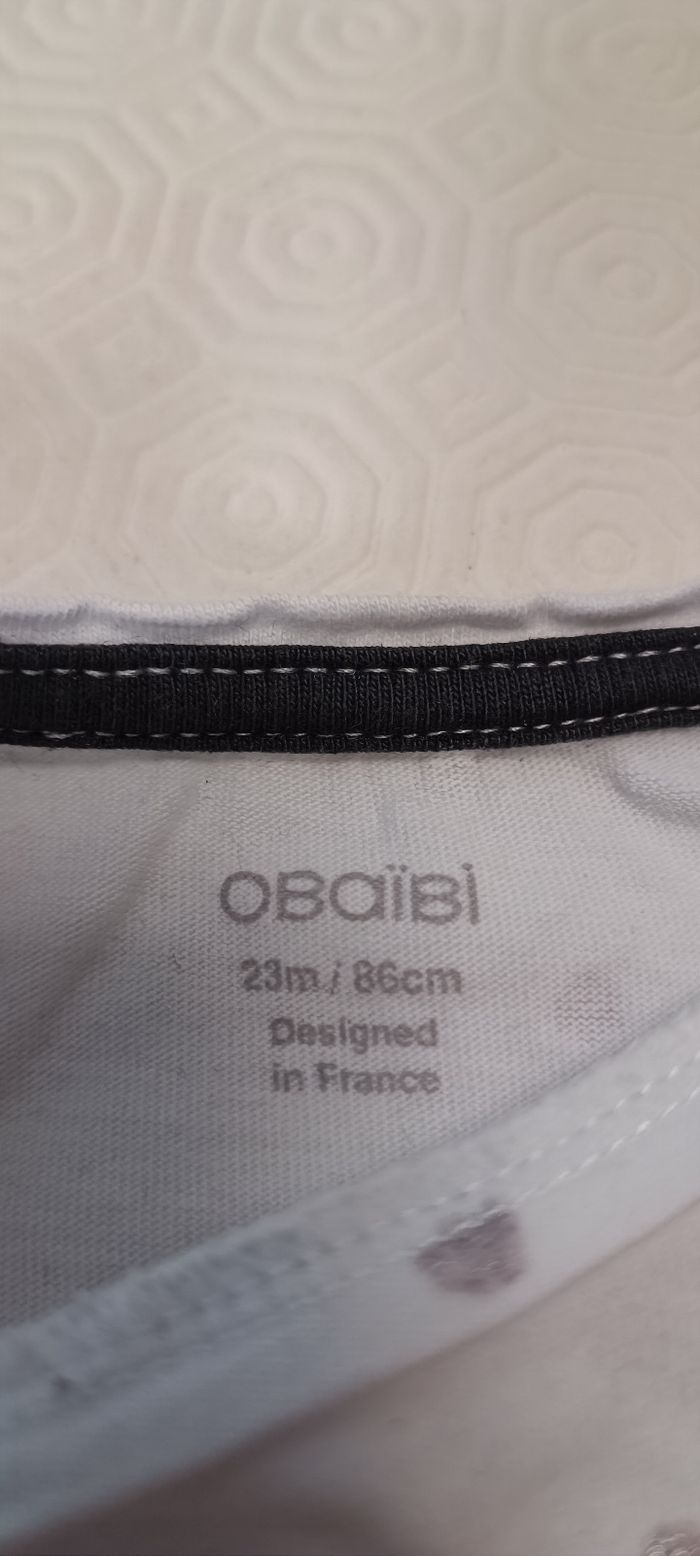 OBaïBi
23m / 86cm
Designed
in France